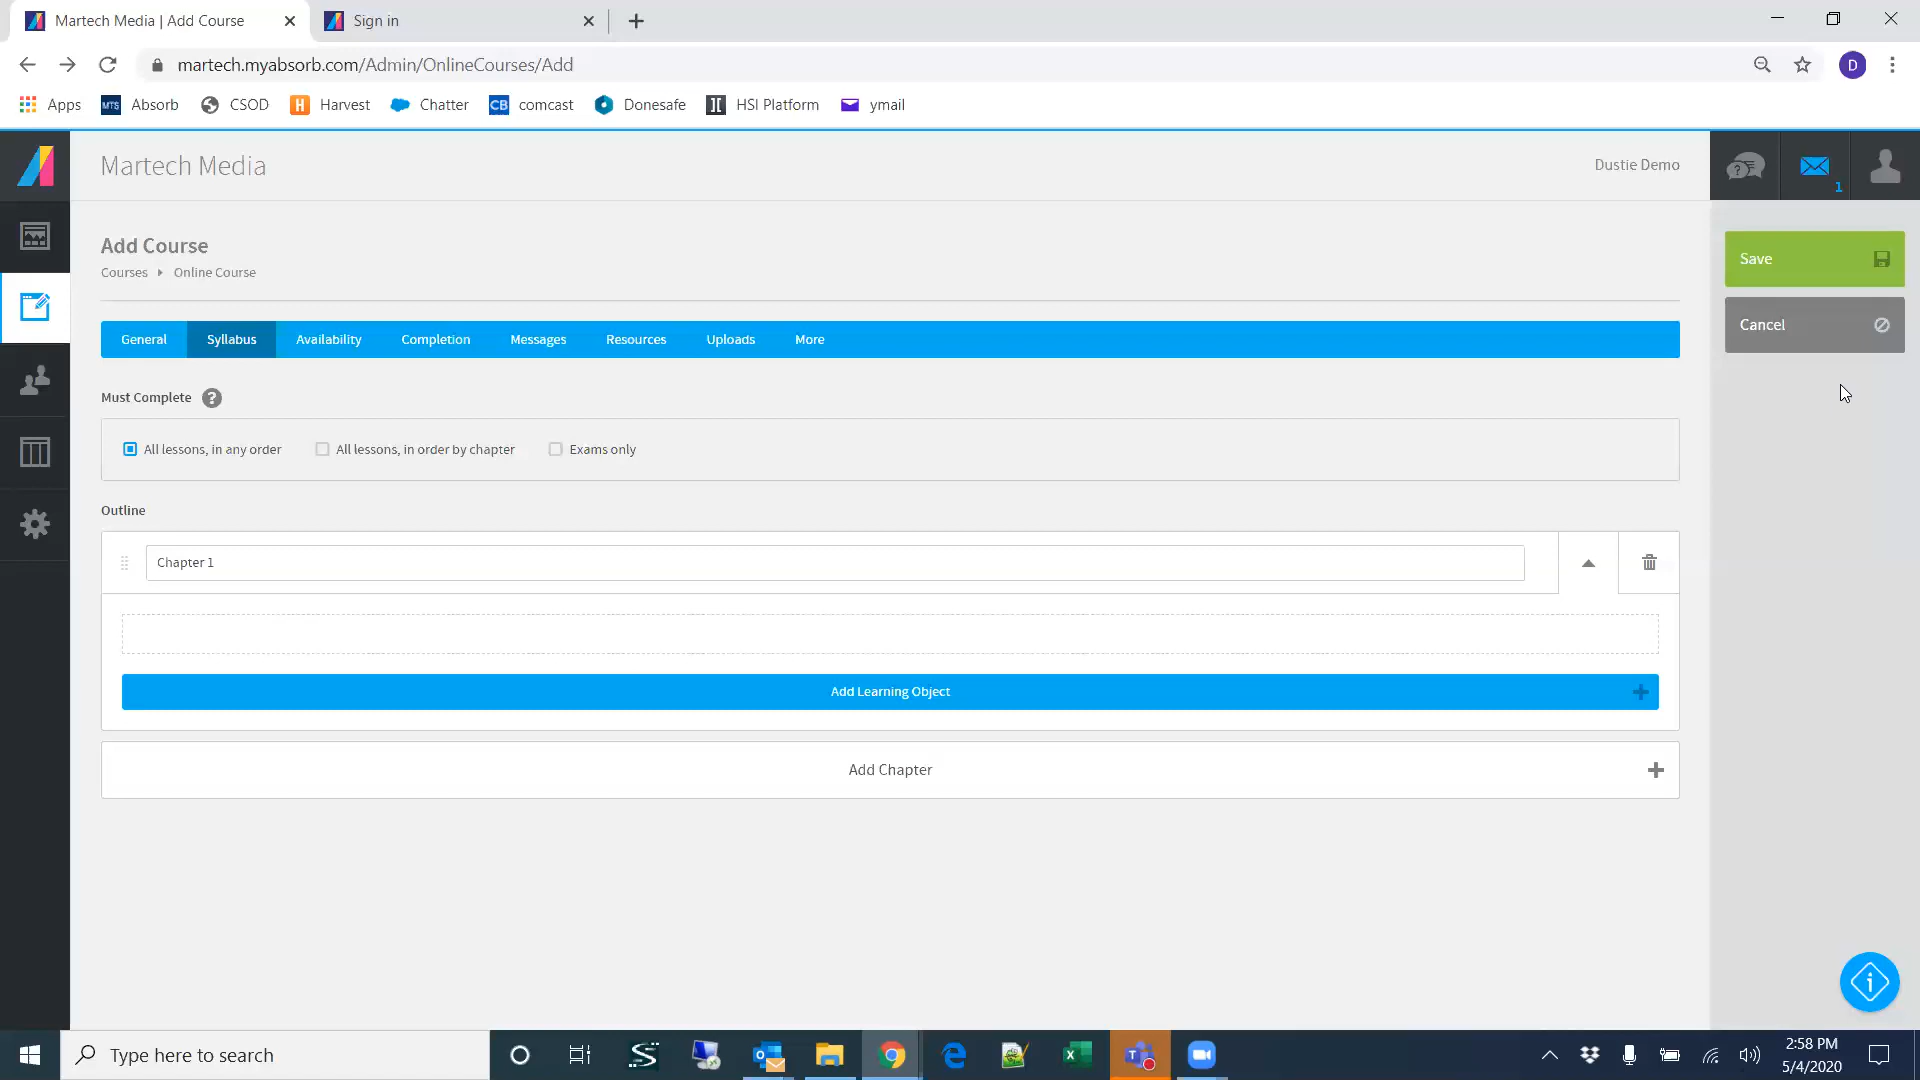 Martech Media | Add Course
Sign in
martech.myabsorb.com/Admin/OnlineCourses/Add
D
Apps
MTS Absorb
CSOD
H Harvest
Chatter
CB comcast
Donesafe
HSI Platform
ymail
Martech Media
Dustie Demo
1
Add Course
Courses
Online Course
Save
Cancel
General
Syllabus
Availability
Completion
Messages
Resources
Uploads
More
Must Complete ?
All lessons, in any order
All lessons, in order by chapter
Exams only
Outline
Chapter 1
Add Learning Object
Add Chapter
Type here to search
2:58 PM
5/4/2020